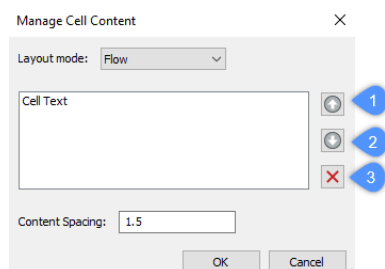 Manage Cell Content
Layout mode: Flow
Cell Text
1
2
3
Content Spacing: 1.5
OK Cancel